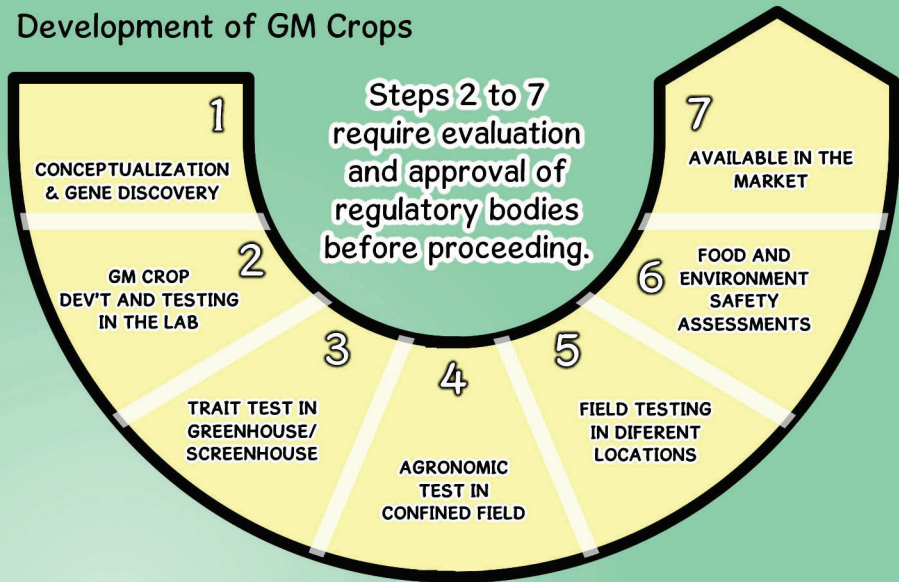 Development of GM Crops
Steps 2 to 7
require evaluation
and approval of
regulatory bodies
before proceeding.
1
CONCEPTUALIZATION
& GENE DISCOVERY
2
GM CROP
DEV'T AND TESTING
IN THE LAB
3
TRAIT TEST IN
GREENHOUSE/
SCREENHOUSE
4
AGRONOMIC
TEST IN
CONFINED FIELD
5
FIELD TESTING
IN DIFERENT
LOCATIONS
6
FOOD AND
ENVIRONMENT
SAFETY
ASSESSMENTS
7
AVAILABLE IN THE
MARKET